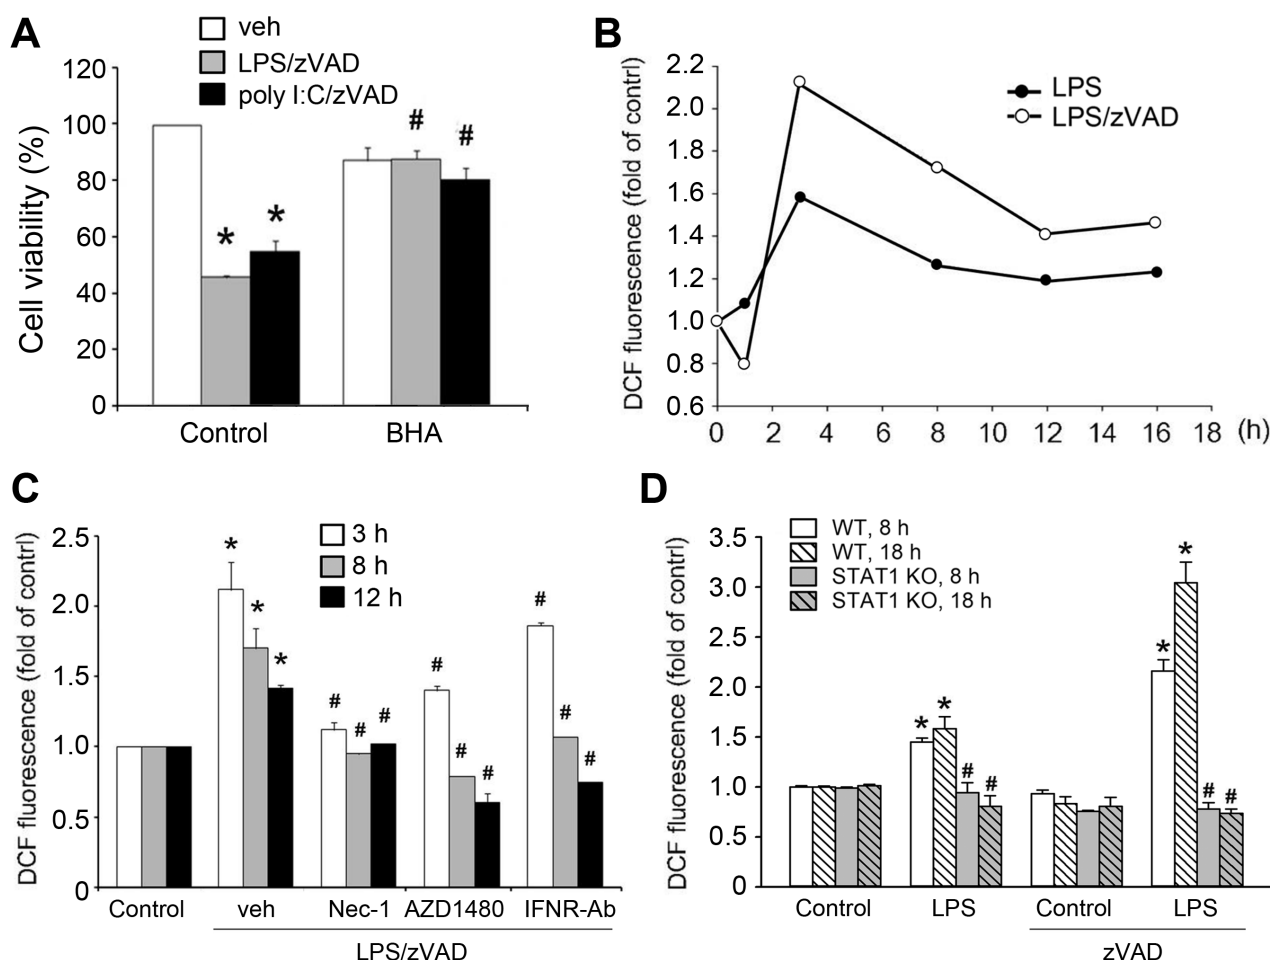 A
veh
LPS/zVAD
poly I:C/zVAD
Cell viability (%)
120
100
80
60
40
20
0
*
*
#
#
Control
BHA
B
DCF fluorescence (fold of contrl)
2.2
2.0
1.8
1.6
1.4
1.2
1.0
0.8
0.6
LPS
LPS/zVAD
0 2 4 6 8 10 12 14 16 18 (h)
C
DCF fluorescence (fold of contrl)
2.5
2.0
1.5
1.0
0.5
0
3 h
8 h
12 h
*
*
*
#
#
#
#
#
#
#
#
#
Control veh Nec-1 AZD1480 IFNR-Ab
LPS/zVAD
D
DCF fluorescence (fold of contrl)
3.5
3.0
2.5
2.0
1.5
1.0
0.5
0
WT, 8 h
WT, 18 h
STAT1 KO, 8 h
STAT1 KO, 18 h
*
*
#
#
*
*
#
#
Control LPS Control LPS
zVAD